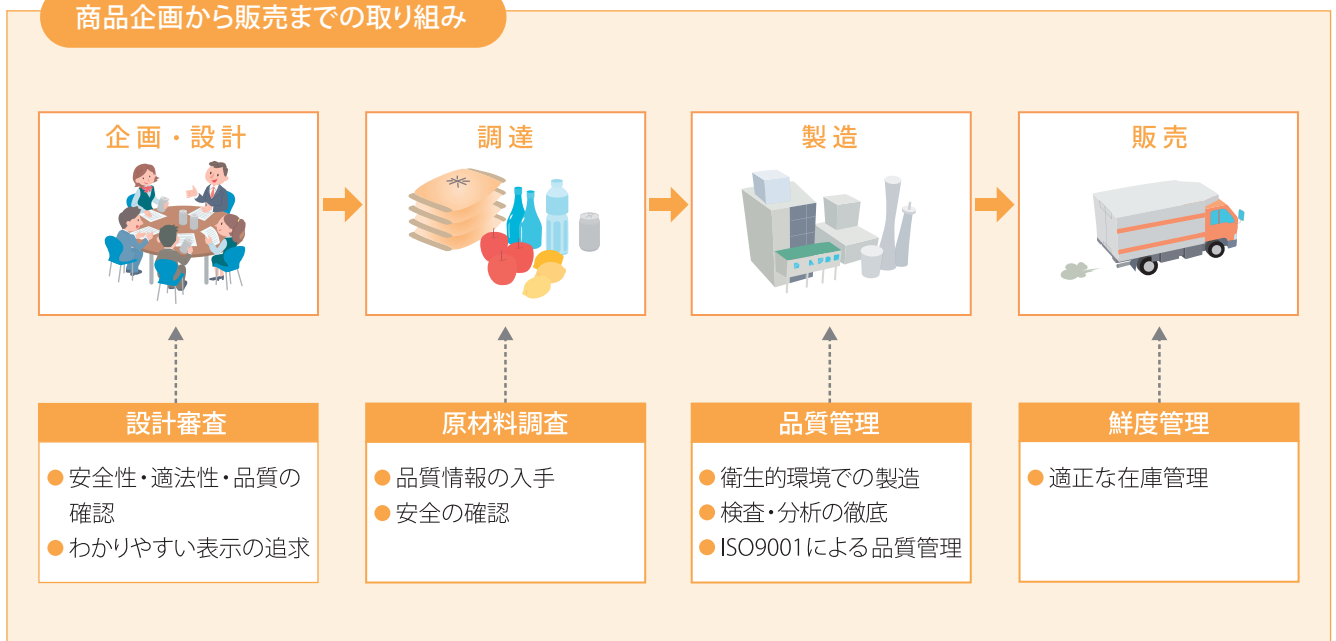 商品企画から販売までの取り組み
企画・設計
調達
製造
販売
設計審査
● 安全性・適法性・品質の
確認
● わかりやすい表示の追求
原材料調査
● 品質情報の入手
● 安全の確認
品質管理
● 衛生的環境での製造
● 検査・分析の徹底
● ISO9001による品質管理
鮮度管理
● 適正な在庫管理